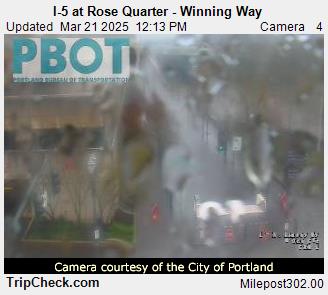 I-5 at Rose Quarter - Winning Way
Updated Mar 21 2025 12:13 PM Camera 4
PBOT
PORTLAND BUREAU OF TRANSPORTATION
Camera courtesy of the City of Portland
TripCheck.com Milepost302.00